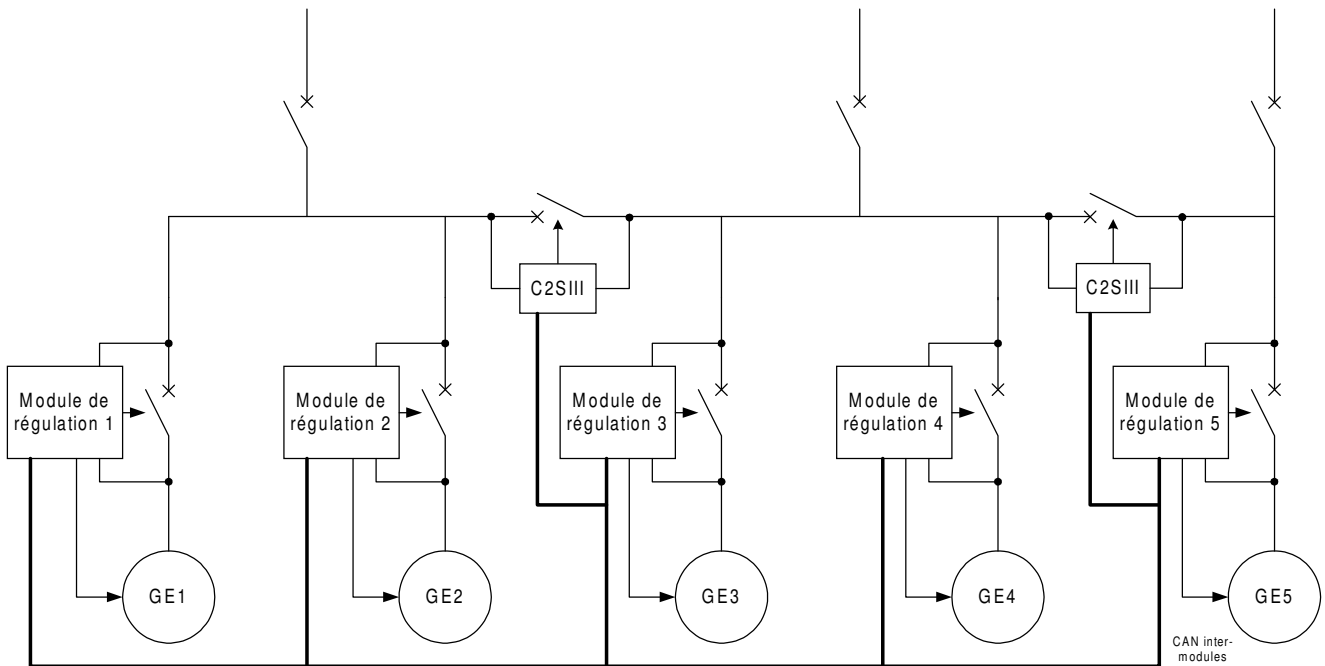 C2SIII
C2SIII
Module de
régulation 1
Module de
régulation 2
Module de
régulation 3
Module de
régulation 4
Module de
régulation 5
GE1
GE2
GE3
GE4
GE5
CAN inter-
modules